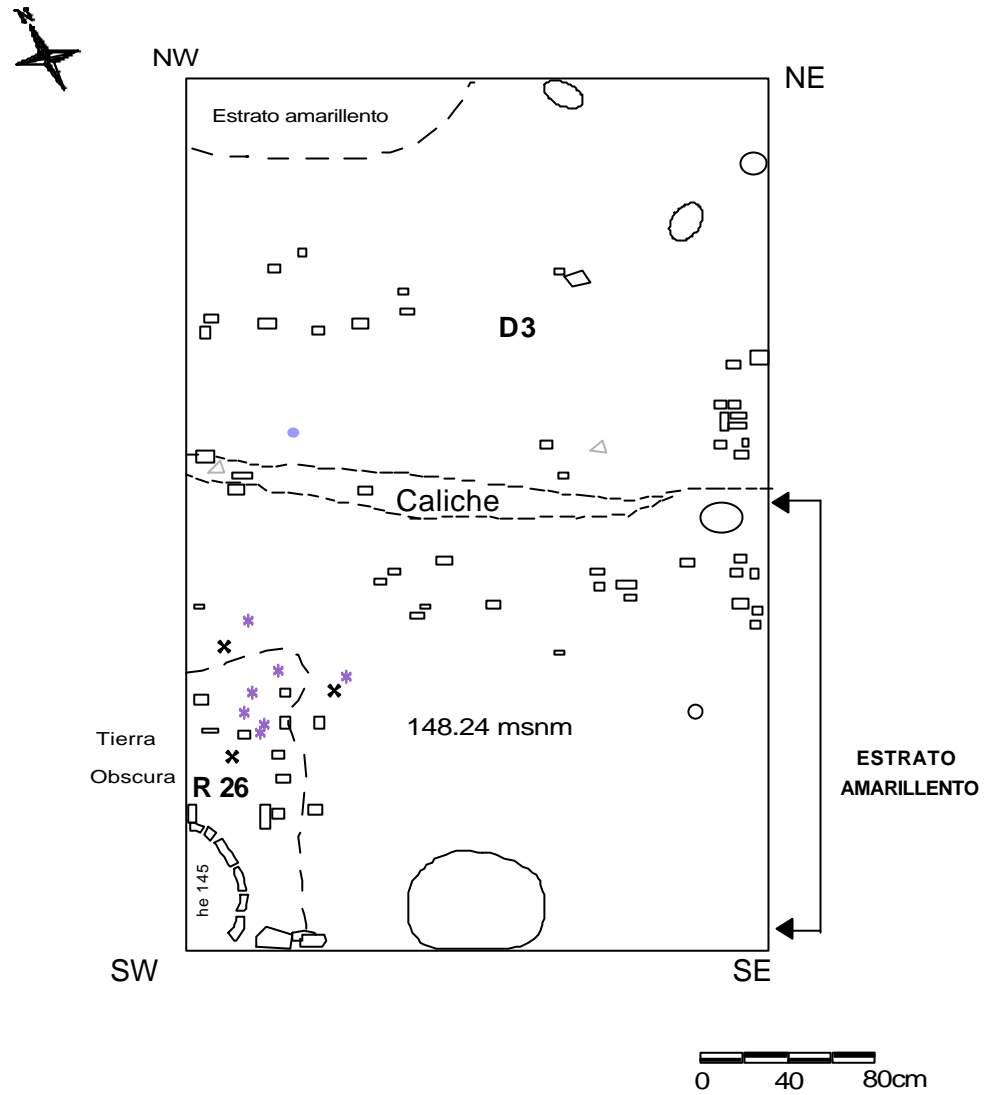 N
NW
NE
Estrato amarillento
D3
Caliche
148.24 msnm
Tierra
Obscura
R 26
he 145
ESTRATO
AMARILLENTO
SW
SE
0 40 80cm